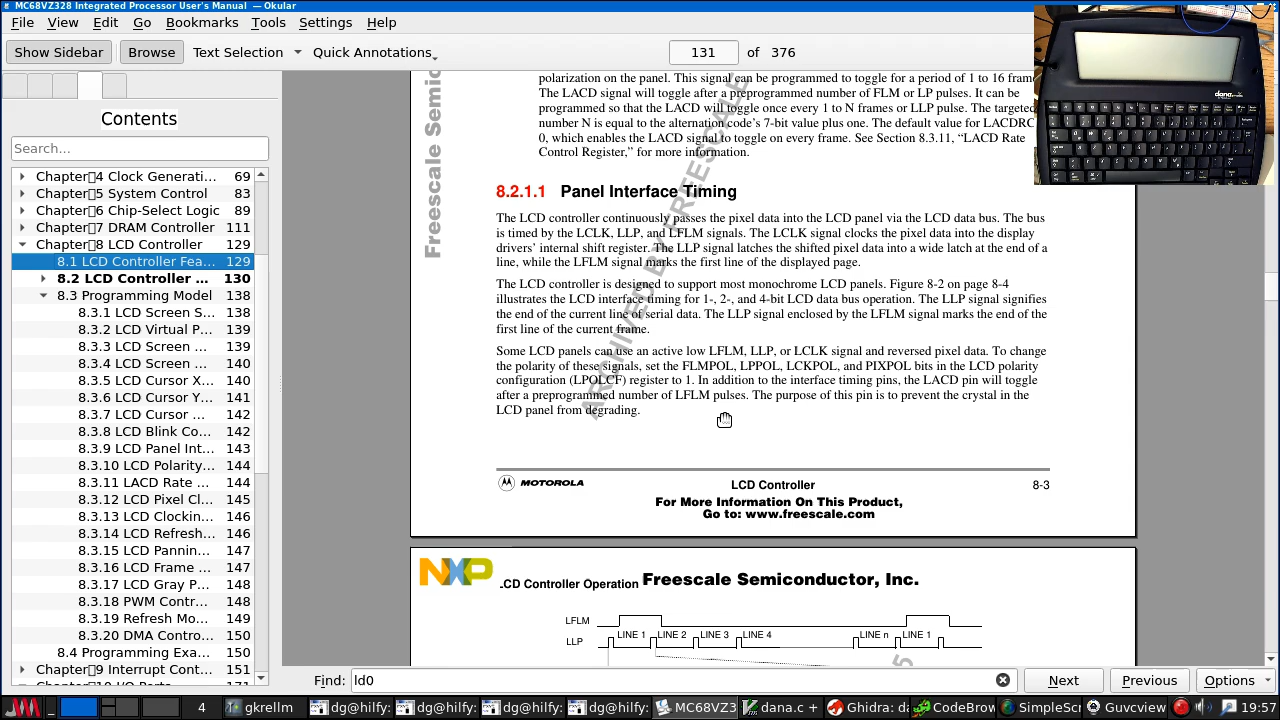 MC68VZ328 Integrated Processor User's Manual — Okular
File View Edit Go Bookmarks Tools Settings Help
Show Sidebar Browse Text Selection Quick Annotations 131 of 376
Contents
Search...
Chapter 4 Clock Generati... 69
Chapter 5 System Control 83
Chapter 6 Chip-Select Logic 89
Chapter 7 DRAM Controller 111
Chapter 8 LCD Controller 129
8.1 LCD Controller Fea... 129
8.2 LCD Controller ... 130
8.3 Programming Model 138
8.3.1 LCD Screen S... 138
8.3.2 LCD Virtual P... 139
8.3.3 LCD Screen ... 139
8.3.4 LCD Screen ... 140
8.3.5 LCD Cursor X... 140
8.3.6 LCD Cursor Y... 141
8.3.7 LCD Cursor ... 142
8.3.8 LCD Blink Co... 142
8.3.9 LCD Panel Int... 143
8.3.10 LCD Polarity... 144
8.3.11 LACD Rate ... 144
8.3.12 LCD Pixel Cl... 145
8.3.13 LCD Clockin... 146
8.3.14 LCD Refresh... 146
8.3.15 LCD Pannin... 147
8.3.16 LCD Frame ... 147
8.3.17 LCD Gray P... 148
8.3.18 PWM Contr... 148
8.3.19 Refresh Mo... 149
8.3.20 DMA Contro... 150
8.4 Programming Exa... 150
Chapter 9 Interrupt Cont... 151
polarization on the panel. This signal can be programmed to toggle for a period of 1 to 16 frame
The LACD signal will toggle after a preprogrammed number of FLM or LP pulses. It can be
programmed so that the LACD will toggle once every 1 to N frames or LLP pulse. The targeted
number N is equal to the alternation code's 7-bit value plus one. The default value for LACDRC
0, which enables the LACD signal to toggle on every frame. See Section 8.3.11, “LACD Rate
Control Register,” for more information.
8.2.1.1 Panel Interface Timing
The LCD controller continuously passes the pixel data into the LCD panel via the LCD data bus. The bus
is timed by the LCLK, LLP, and LFLM signals. The LCLK signal clocks the pixel data into the display
drivers' internal shift register. The LLP signal latches the shifted pixel data into a wide latch at the end of a
line, while the LFLM signal marks the first line of the displayed page.
The LCD controller is designed to support most monochrome LCD panels. Figure 8-2 on page 8-4
illustrates the LCD interface timing for 1-, 2-, and 4-bit LCD data bus operation. The LLP signal signifies
the end of the current line of serial data. The LLP signal enclosed by the LFLM signal marks the end of the
first line of the current frame.
Some LCD panels can use an active low LFLM, LLP, or LCLK signal and reversed pixel data. To change
the polarity of these signals, set the FLMPOL, LPPOL, LCKPOL, and PIXPOL bits in the LCD polarity
configuration (LPOLCF) register to 1. In addition to the interface timing pins, the LACD pin will toggle
after a preprogrammed number of LFLM pulses. The purpose of this pin is to prevent the crystal in the
LCD panel from degrading.
Freescale Semic
ARCHIVED BY FREESCALE
MOTOROLA LCD Controller 8-3
For More Information On This Product,
Go to: www.freescale.com
NXP LCD Controller Operation Freescale Semiconductor, Inc.
LFLM
LLP LINE 1 LINE 2 LINE 3 LINE 4 LINE n LINE 1
5
dana
Find: ld0 Next Previous Options
4 gkrellm dg@hifry: dg@hifry: dg@hifry: dg@hifry: MC68VZ3 dana.c + Ghidra: da CodeBrow SimpleScr Guvcview 19:57